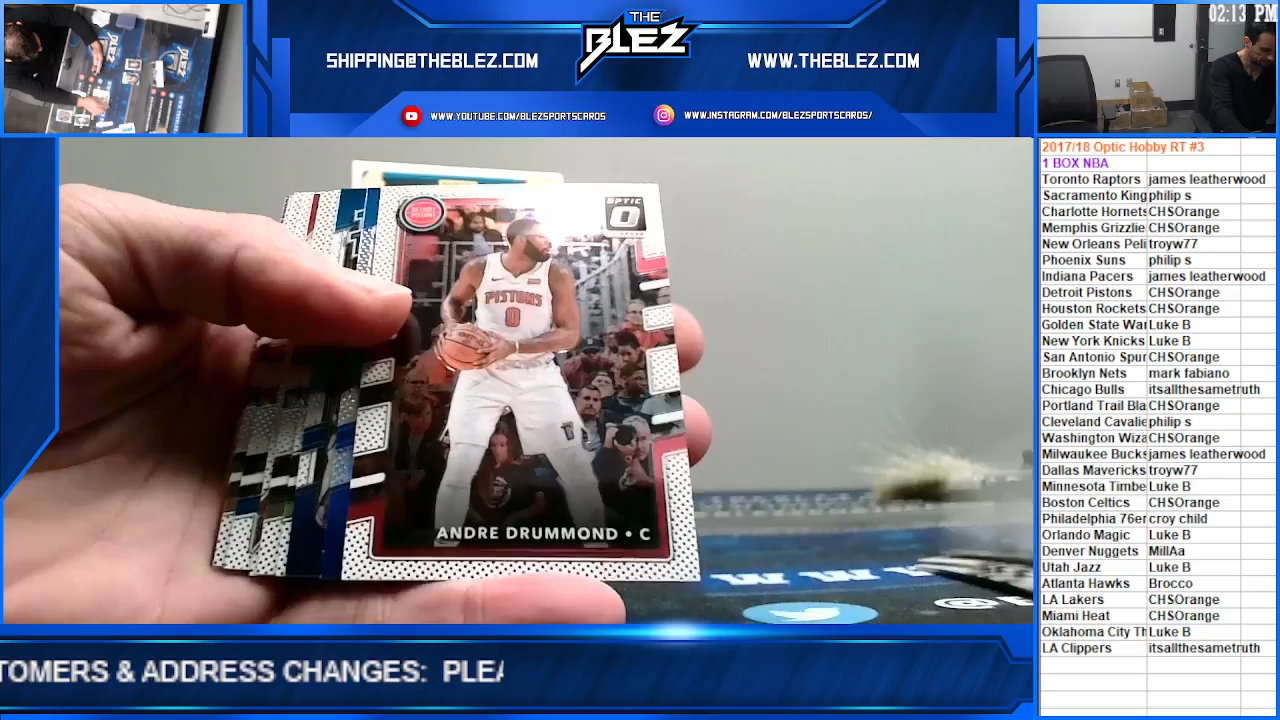 02:13 PM
THE
BLEZ
SHIPPING@THEBLEZ.COM
WWW.THEBLEZ.COM
WWW.YOUTUBE.COM/BLEZSPORTSCARDS
WWW.INSTAGRAM.COM/BLEZSPORTSCARDS/
2017/18 Optic Hobby RT #3
1 BOX NBA
Toronto Raptors james leatherwood
Sacramento King philip s
Charlotte Hornets CHSOrange
Memphis Grizzlie CHSOrange
New Orleans Peli troyw77
Phoenix Suns philip s
Indiana Pacers james leatherwood
Detroit Pistons CHSOrange
Houston Rockets CHSOrange
Golden State War Luke B
New York Knicks Luke B
San Antonio Spur CHSOrange
Brooklyn Nets mark fabiano
Chicago Bulls itsallthesametruth
Portland Trail Bla CHSOrange
Cleveland Cavalie philip s
Washington Wiza CHSOrange
Milwaukee Bucks james leatherwood
Dallas Mavericks troyw77
Minnesota Timbe Luke B
Boston Celtics CHSOrange
Philadelphia 76er croy child
Orlando Magic Luke B
Denver Nuggets MillAa
Utah Jazz Luke B
Atlanta Hawks Brocco
LA Lakers CHSOrange
Miami Heat CHSOrange
Oklahoma City Th Luke B
LA Clippers itsallthesametruth
DETROIT
PISTONS
OPTIC
PISTONS
0
ANDRE DRUMMOND • C
TOMERS & ADDRESS CHANGES: PLEA